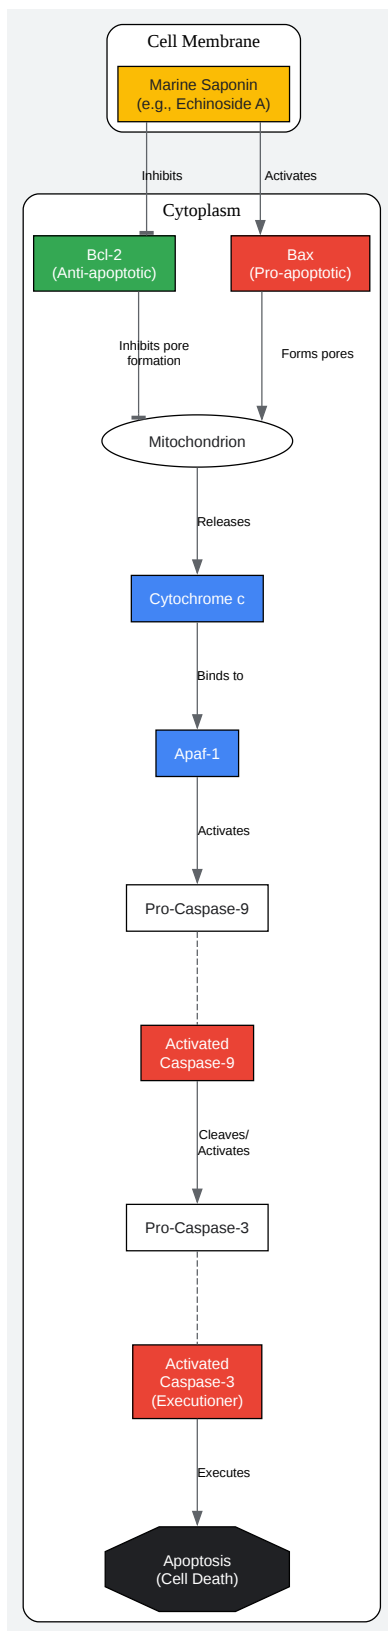 Cell Membrane
Marine Saponin
(e.g., Echinoside A)
Inhibits
Activates
Cytoplasm
Bcl-2
(Anti-apoptotic)
Bax
(Pro-apoptotic)
Inhibits pore
formation
Forms pores
Mitochondrion
Releases
Cytochrome c
Binds to
Apaf-1
Activates
Pro-Caspase-9
Activated
Caspase-9
Cleaves/
Activates
Pro-Caspase-3
Activated
Caspase-3
(Executioner)
Executes
Apoptosis
(Cell Death)